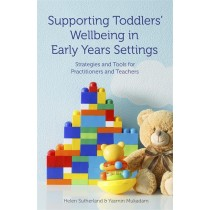 Supporting Toddlers'
Wellbeing in
Early Years Settings
Strategies and Tools for
Practitioners and Teachers
Helen Sutherland & Yasmin Mukadam